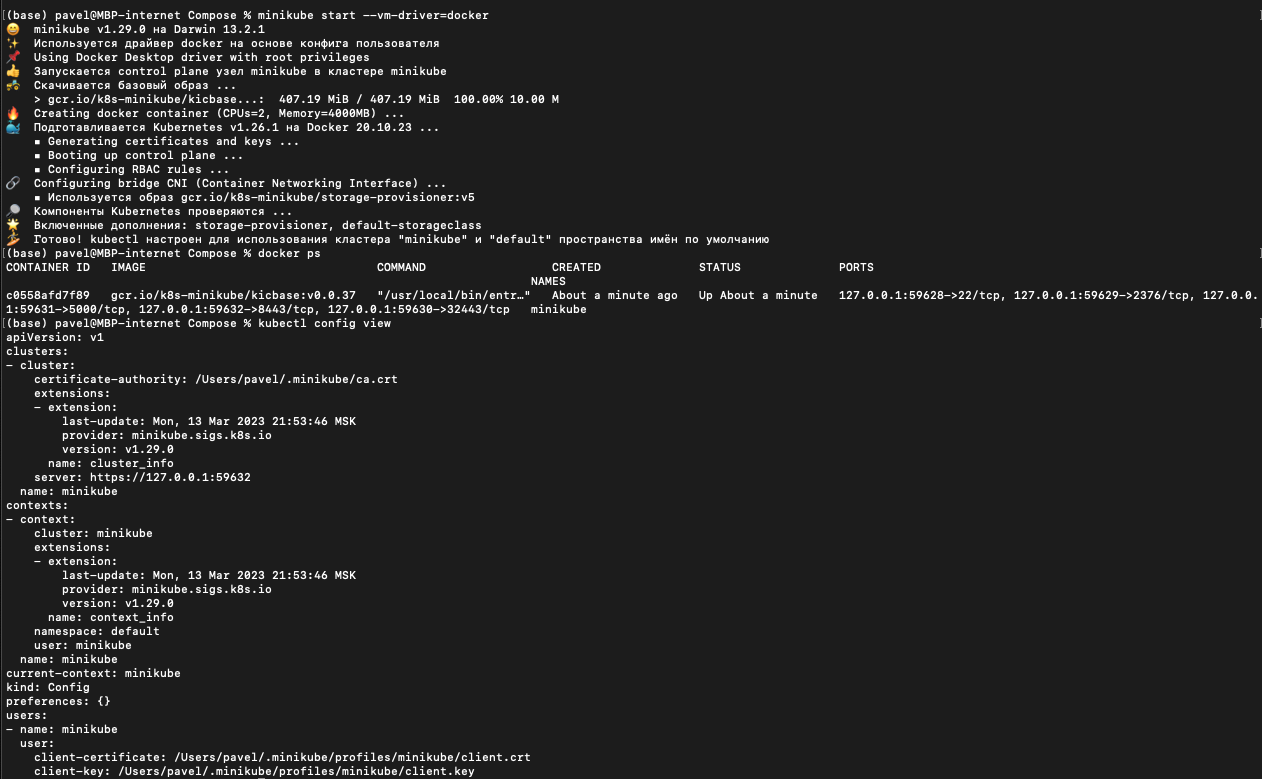 (base) pavel@MBP-internet Compose % minikube start --vm-driver=docker
😄  minikube v1.29.0 на Darwin 13.2.1
✨  Используется драйвер docker на основе конфига пользователя
📌  Using Docker Desktop driver with root privileges
👍  Запускается control plane узел minikube в кластере minikube
🚜  Скачивается базовый образ ...
    > gcr.io/k8s-minikube/kicbase...:  407.19 MiB / 407.19 MiB  100.00% 10.00 M
🔥  Creating docker container (CPUs=2, Memory=4000MB) ...
🐳  Подготавливается Kubernetes v1.26.1 на Docker 20.10.23 ...
    ▪ Generating certificates and keys ...
    ▪ Booting up control plane ...
    ▪ Configuring RBAC rules ...
🔗  Configuring bridge CNI (Container Networking Interface) ...
    ▪ Используется образ gcr.io/k8s-minikube/storage-provisioner:v5
🔎  Компоненты Kubernetes проверяются ...
🌟  Включенные дополнения: storage-provisioner, default-storageclass
🏄  Готово! kubectl настроен для использования кластера "minikube" и "default" пространства имён по умолчанию
(base) pavel@MBP-internet Compose % docker ps
CONTAINER ID   IMAGE                                 COMMAND                  CREATED              STATUS            PORTS
                                                                           NAMES
c0558afd7f89   gcr.io/k8s-minikube/kicbase:v0.0.37   "/usr/local/bin/entr…"   About a minute ago   Up About a minute   127.0.0.1:59628->22/tcp, 127.0.0.1:59629->2376/tcp, 127.0.0.
1:59631->5000/tcp, 127.0.0.1:59632->8443/tcp, 127.0.0.1:59630->32443/tcp   minikube
(base) pavel@MBP-internet Compose % kubectl config view
apiVersion: v1
clusters:
- cluster:
    certificate-authority: /Users/pavel/.minikube/ca.crt
    extensions:
    - extension:
        last-update: Mon, 13 Mar 2023 21:53:46 MSK
        provider: minikube.sigs.k8s.io
        version: v1.29.0
      name: cluster_info
    server: https://127.0.0.1:59632
  name: minikube
contexts:
- context:
    cluster: minikube
    extensions:
    - extension:
        last-update: Mon, 13 Mar 2023 21:53:46 MSK
        provider: minikube.sigs.k8s.io
        version: v1.29.0
      name: context_info
    namespace: default
    user: minikube
  name: minikube
current-context: minikube
kind: Config
preferences: {}
users:
- name: minikube
  user:
    client-certificate: /Users/pavel/.minikube/profiles/minikube/client.crt
    client-key: /Users/pavel/.minikube/profiles/minikube/client.key